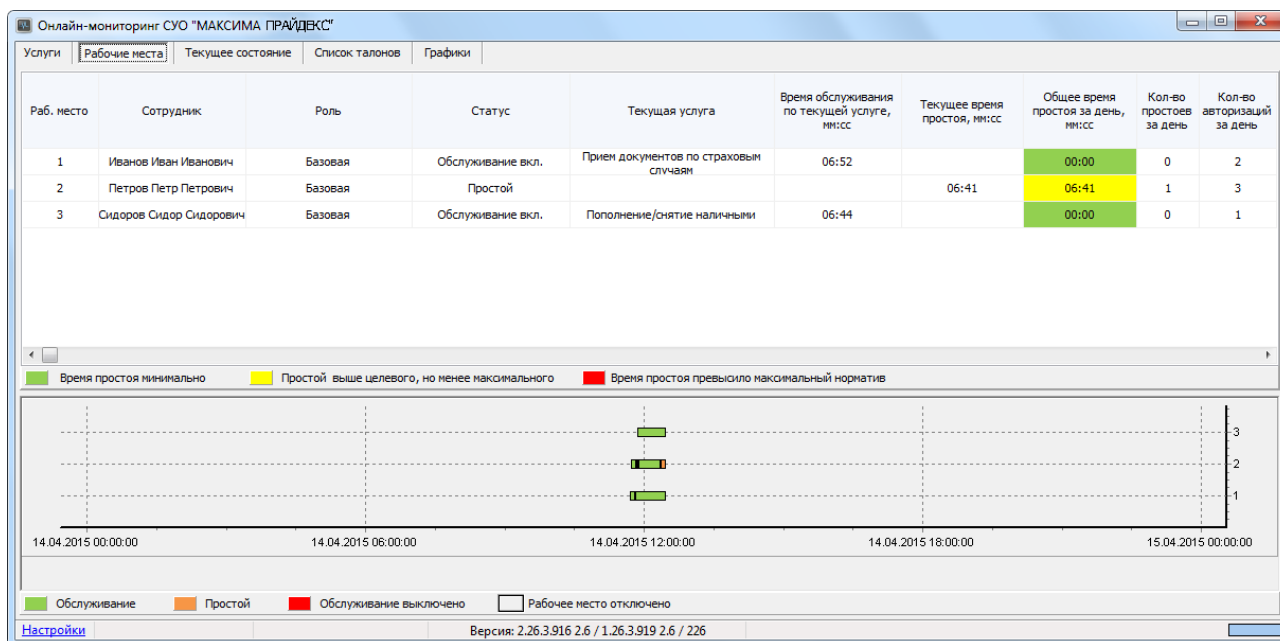 Онлайн-мониторинг СУО "МАКСИМА ПРАЙДЕКС"
Услуги Рабочие места Текущее состояние Список талонов Графики
Раб. место Сотрудник Роль Статус Текущая услуга Время обслуживания по текущей услуге, мм:сс Текущее время простоя, мм:сс Общее время простоя за день, мм:сс Кол-во простоев за день Кол-во авторизаций за день
1 Иванов Иван Иванович Базовая Обслуживание вкл. Прием документов по страховым случаям 06:52 00:00 0 2
2 Петров Петр Петрович Базовая Простой 06:41 06:41 1 3
3 Сидоров Сидор Сидорович Базовая Обслуживание вкл. Пополнение/снятие наличными 06:44 00:00 0 1
Время простоя минимально Простой выше целевого, но менее максимального Время простоя превысило максимальный норматив
3
2
1
14.04.2015 00:00:00 14.04.2015 06:00:00 14.04.2015 12:00:00 14.04.2015 18:00:00 15.04.2015 00:00:00
Обслуживание Простой Обслуживание выключено Рабочее место отключено
Настройки Версия: 2.26.3.916 2.6 / 1.26.3.919 2.6 / 226